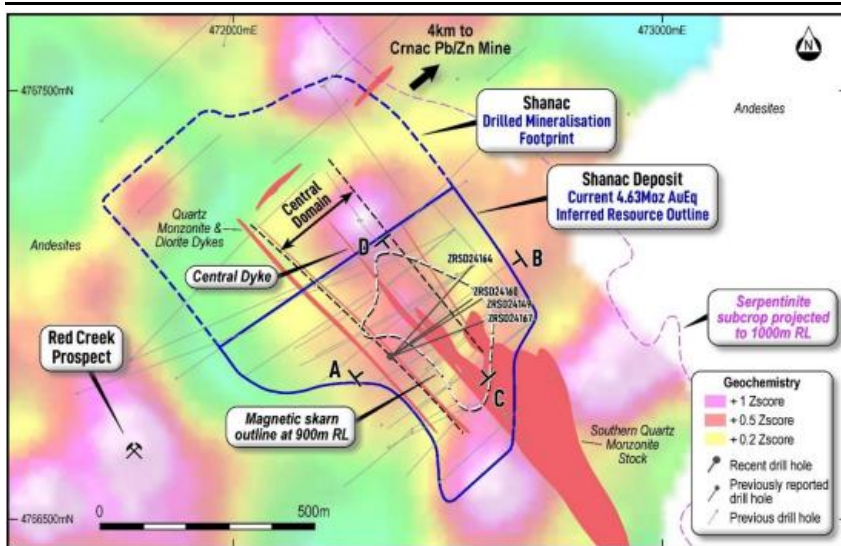 472000mE
473000mE
4km to
Crnac Pb/Zn Mine
N
4767500mN
Andesites
Shanac
Drilled Mineralisation
Footprint
Shanac Deposit
Current 4.63Moz AuEq
Inferred Resource Outline
Central
Domain
Quartz
Monzonite &
Diorite Dykes
Andesites
D
ZRSD24164
B
Central Dyke
ZRSD24160
ZRSD24149
ZRSD24167
Serpentinite
subcrop projected
to 1000m RL
Red Creek
Prospect
A
C
Magnetic skarn
outline at 900m RL
Southern Quartz
Monzonite
Stock
Geochemistry
+ 1 Zscore
+ 0.5 Zscore
+ 0.2 Zscore
Recent drill hole
Previously reported
drill hole
Previous drill hole
4766500mN
0
500m